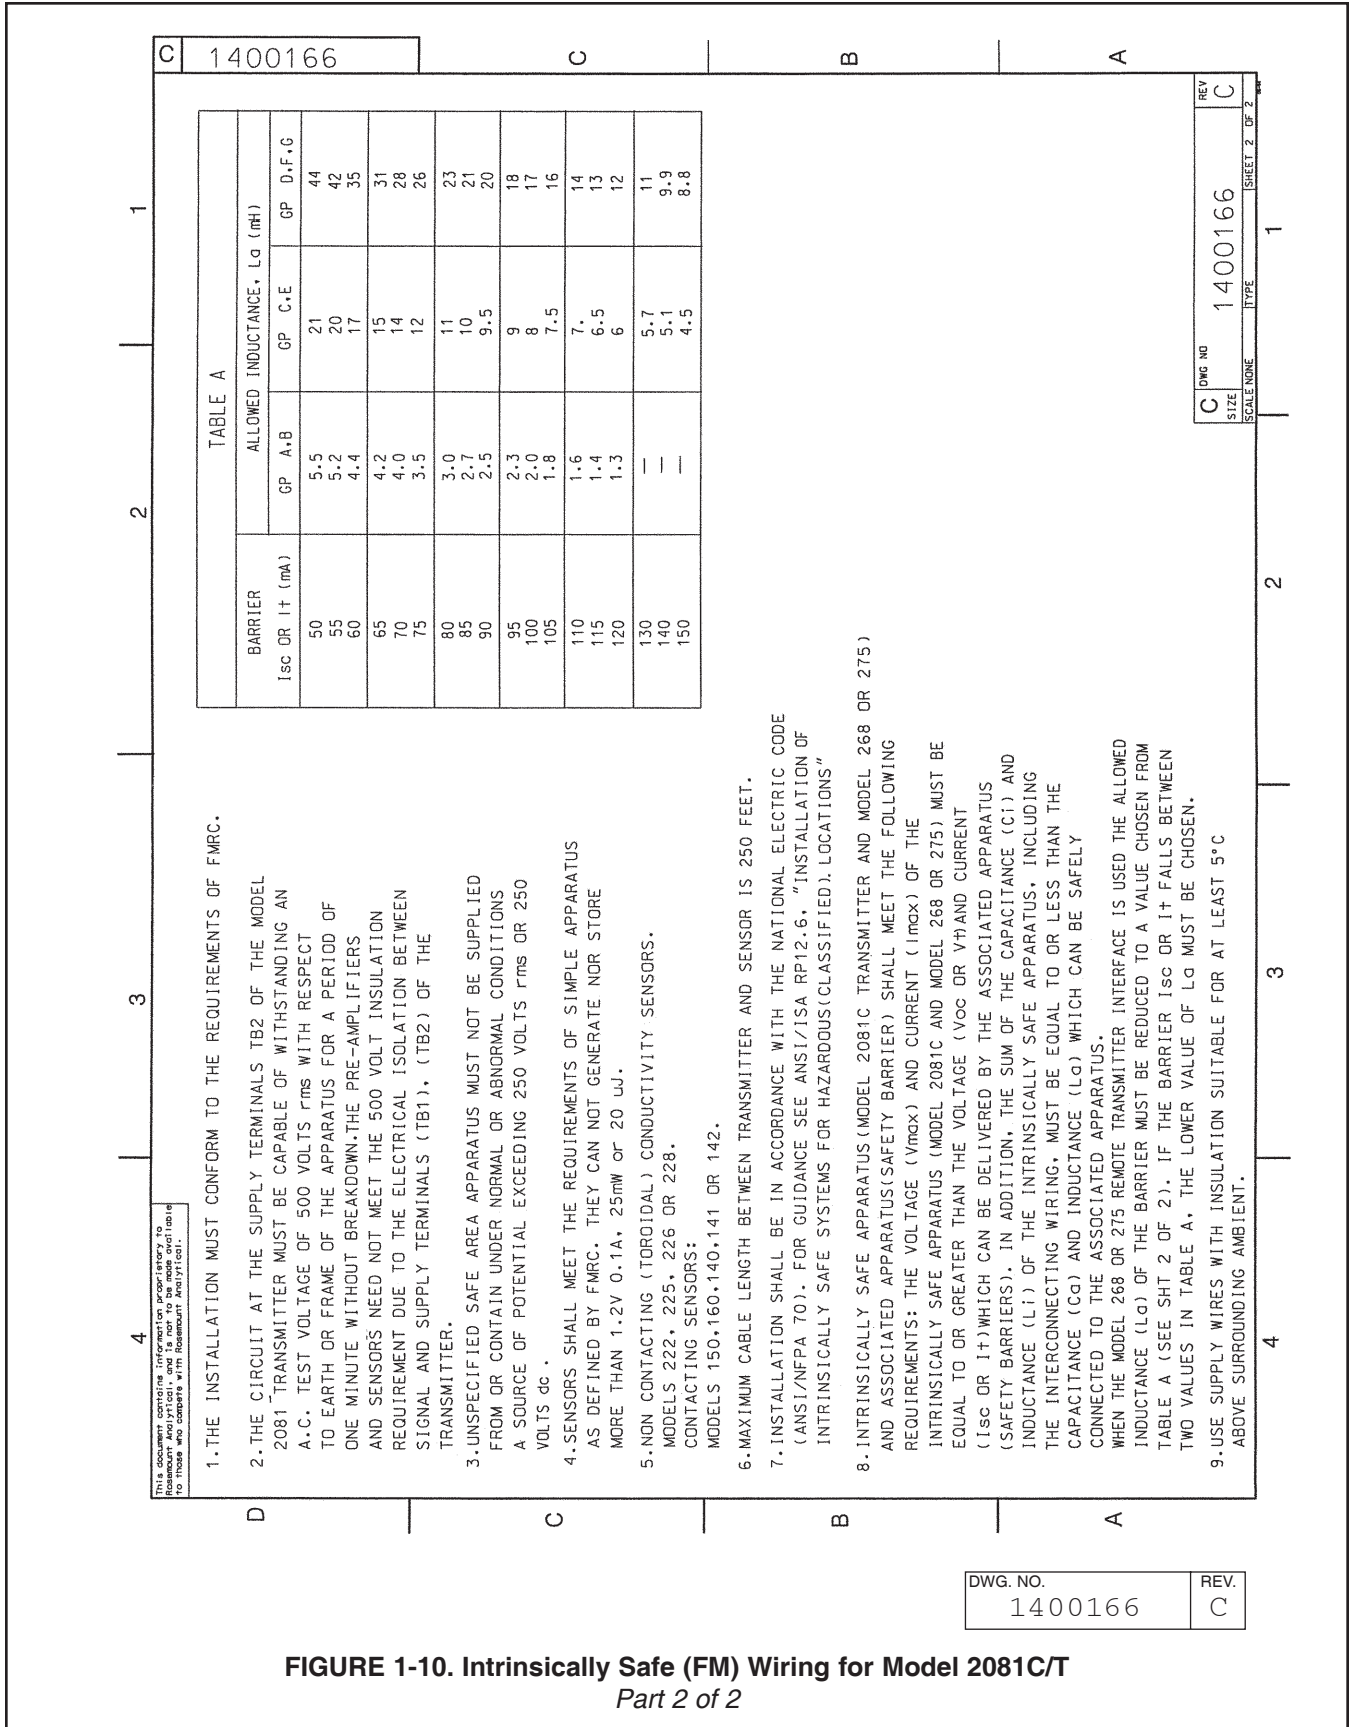 This document contains information proprietary to
Rosemount Analytical, and is not to be made available
to those who compete with Rosemount Analytical.
C 1400166
4 3 2 1
D
C
B
A
1.THE INSTALLATION MUST CONFORM TO THE REQUIREMENTS OF FMRC.
2.THE CIRCUIT AT THE SUPPLY TERMINALS TB2 OF THE MODEL
2081 TRANSMITTER MUST BE CAPABLE OF WITHSTANDING AN
A.C. TEST VOLTAGE OF 500 VOLTS rms WITH RESPECT
TO EARTH OR FRAME OF THE APPARATUS FOR A PERIOD OF
ONE MINUTE WITHOUT BREAKDOWN.THE PRE-AMPLIFIERS
AND SENSORS NEED NOT MEET THE 500 VOLT INSULATION
REQUIREMENT DUE TO THE ELECTRICAL ISOLATION BETWEEN
SIGNAL AND SUPPLY TERMINALS (TB1), (TB2) OF THE
TRANSMITTER.
3.UNSPECIFIED SAFE AREA APPARATUS MUST NOT BE SUPPLIED
FROM OR CONTAIN UNDER NORMAL OR ABNORMAL CONDITIONS
A SOURCE OF POTENTIAL EXCEEDING 250 VOLTS rms OR 250
VOLTS dc.
4.SENSORS SHALL MEET THE REQUIREMENTS OF SIMPLE APPARATUS
AS DEFINED BY FMRC. THEY CAN NOT GENERATE NOR STORE
MORE THAN 1.2V 0.1A, 25mW or 20 uJ.
5.NON CONTACTING (TOROIDAL) CONDUCTIVITY SENSORS.
MODELS 222, 225, 226 OR 228.
CONTACTING SENSORS:
MODELS 150,160,140,141 OR 142.
6.MAXIMUM CABLE LENGTH BETWEEN TRANSMITTER AND SENSOR IS 250 FEET.
7.INSTALLATION SHALL BE IN ACCORDANCE WITH THE NATIONAL ELECTRIC CODE
(ANSI/NFPA 70). FOR GUIDANCE SEE ANSI/ISA RP12.6, "INSTALLATION OF
INTRINSICALLY SAFE SYSTEMS FOR HAZARDOUS(CLASSIFIED).LOCATIONS"
8.INTRINSICALLY SAFE APPARATUS(MODEL 2081C TRANSMITTER AND MODEL 268 OR 275)
AND ASSOCIATED APPARATUS(SAFETY BARRIER) SHALL MEET THE FOLLOWING
REQUIREMENTS: THE VOLTAGE (Vmax) AND CURRENT (Imax) OF THE
INTRINSICALLY SAFE APPARATUS (MODEL 2081C AND MODEL 268 OR 275) MUST BE
EQUAL TO OR GREATER THAN THE VOLTAGE (Voc OR Vt)AND CURRENT
(Isc OR It)WHICH CAN BE DELIVERED BY THE ASSOCIATED APPARATUS
(SAFETY BARRIERS). IN ADDITION, THE SUM OF THE CAPACITANCE (Ci) AND
INDUCTANCE (Li) OF THE INTRINSICALLY SAFE APPARATUS, INCLUDING
THE INTERCONNECTING WIRING, MUST BE EQUAL TO OR LESS THAN THE
CAPACITANCE (Ca) AND INDUCTANCE (La) WHICH CAN BE SAFELY
CONNECTED TO THE ASSOCIATED APPARATUS.
WHEN THE MODEL 268 OR 275 REMOTE TRANSMITTER INTERFACE IS USED THE ALLOWED
INDUCTANCE (La) OF THE BARRIER MUST BE REDUCED TO A VALUE CHOSEN FROM
TABLE A (SEE SHT 2 OF 2). IF THE BARRIER Isc OR It FALLS BETWEEN
TWO VALUES IN TABLE A, THE LOWER VALUE OF La MUST BE CHOSEN.
9.USE SUPPLY WIRES WITH INSULATION SUITABLE FOR AT LEAST 5°C
ABOVE SURROUNDING AMBIENT.
TABLE A
BARRIER ALLOWED INDUCTANCE, La (mH)
Isc OR It (mA) GP A,B GP C,E GP D,F,G
50 5.5 21 44
55 5.2 20 42
60 4.4 17 35
65 4.2 15 31
70 4.0 14 28
75 3.5 12 26
80 3.0 11 23
85 2.7 10 21
90 2.5 9.5 20
95 2.3 9 18
100 2.0 8 17
105 1.8 7.5 16
110 1.6 7. 14
115 1.4 6.5 13
120 1.3 6 12
130 — 5.7 11
140 — 5.1 9.9
150 — 4.5 8.8
C
B
A
C SIZE DWG NO 1400166 REV C
SCALE NONE TYPE SHEET 2 OF 2
4 3 2 1
DWG. NO. REV.
1400166 C
FIGURE 1-10. Intrinsically Safe (FM) Wiring for Model 2081C/T
Part 2 of 2